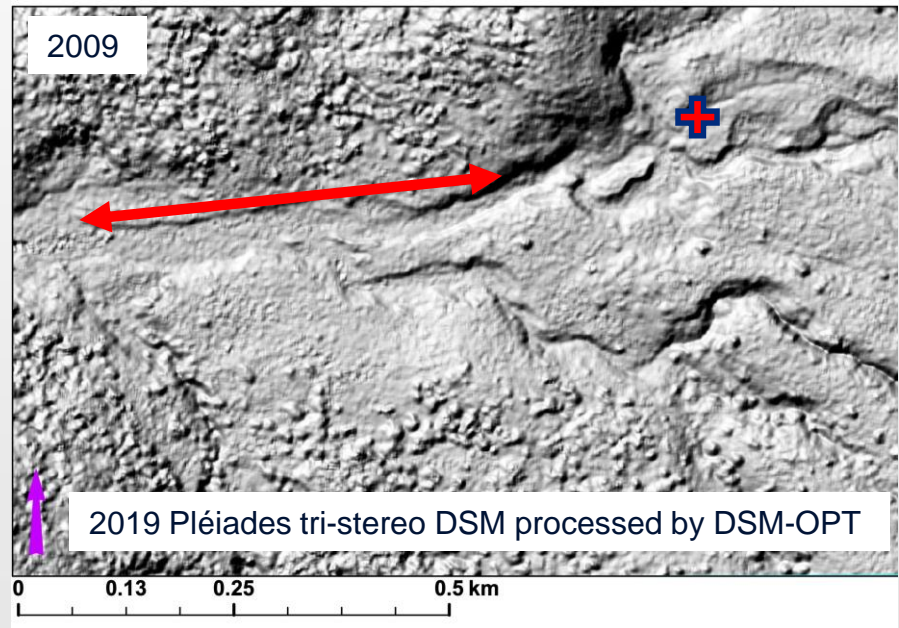 2009
2019 Pléiades tri-stereo DSM processed by DSM-OPT
0 0.13 0.25 0.5 km